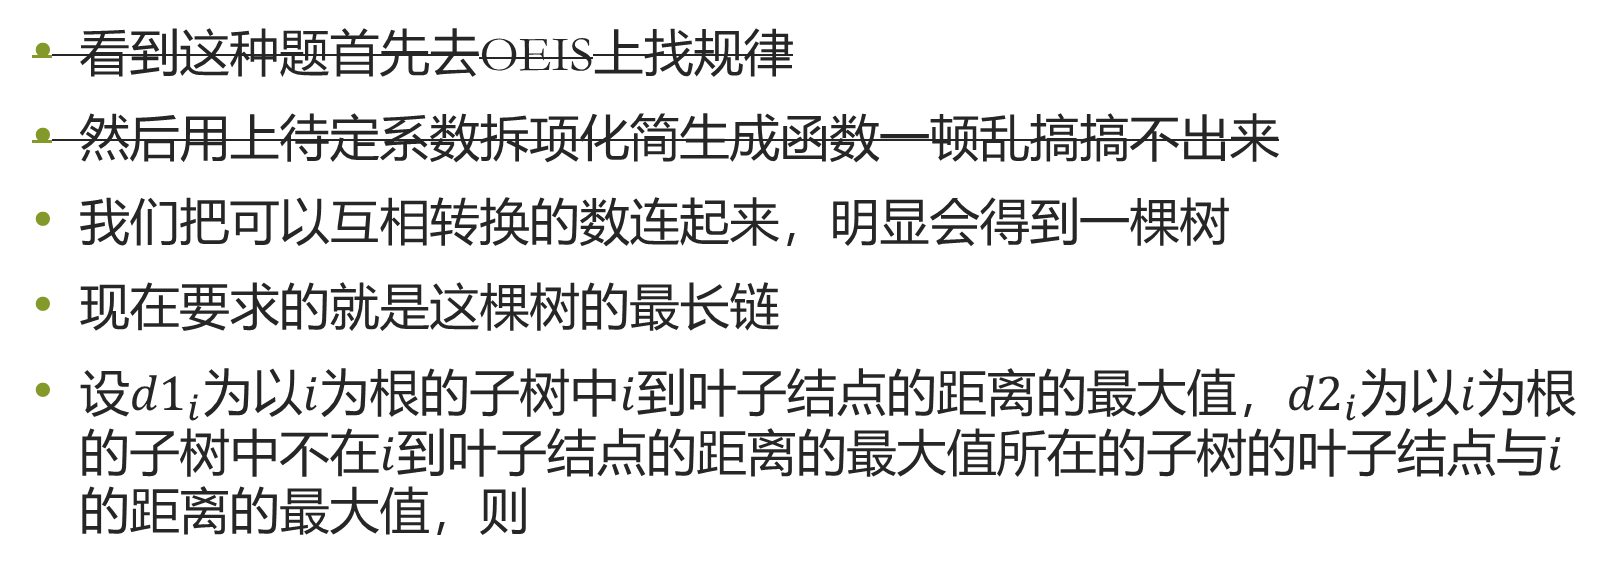 • 看到这种题首先去OEIS上找规律
• 然后用上待定系数拆项化简生成函数一顿乱搞搞不出来
• 我们把可以互相转换的数连起来，明显会得到一棵树
• 现在要求的就是这棵树的最长链
• 设d1ᵢ为以i为根的子树中i到叶子结点的距离的最大值，d2ᵢ为以i为根
的子树中不在i到叶子结点的距离的最大值所在的子树的叶子结点与i
的距离的最大值，则